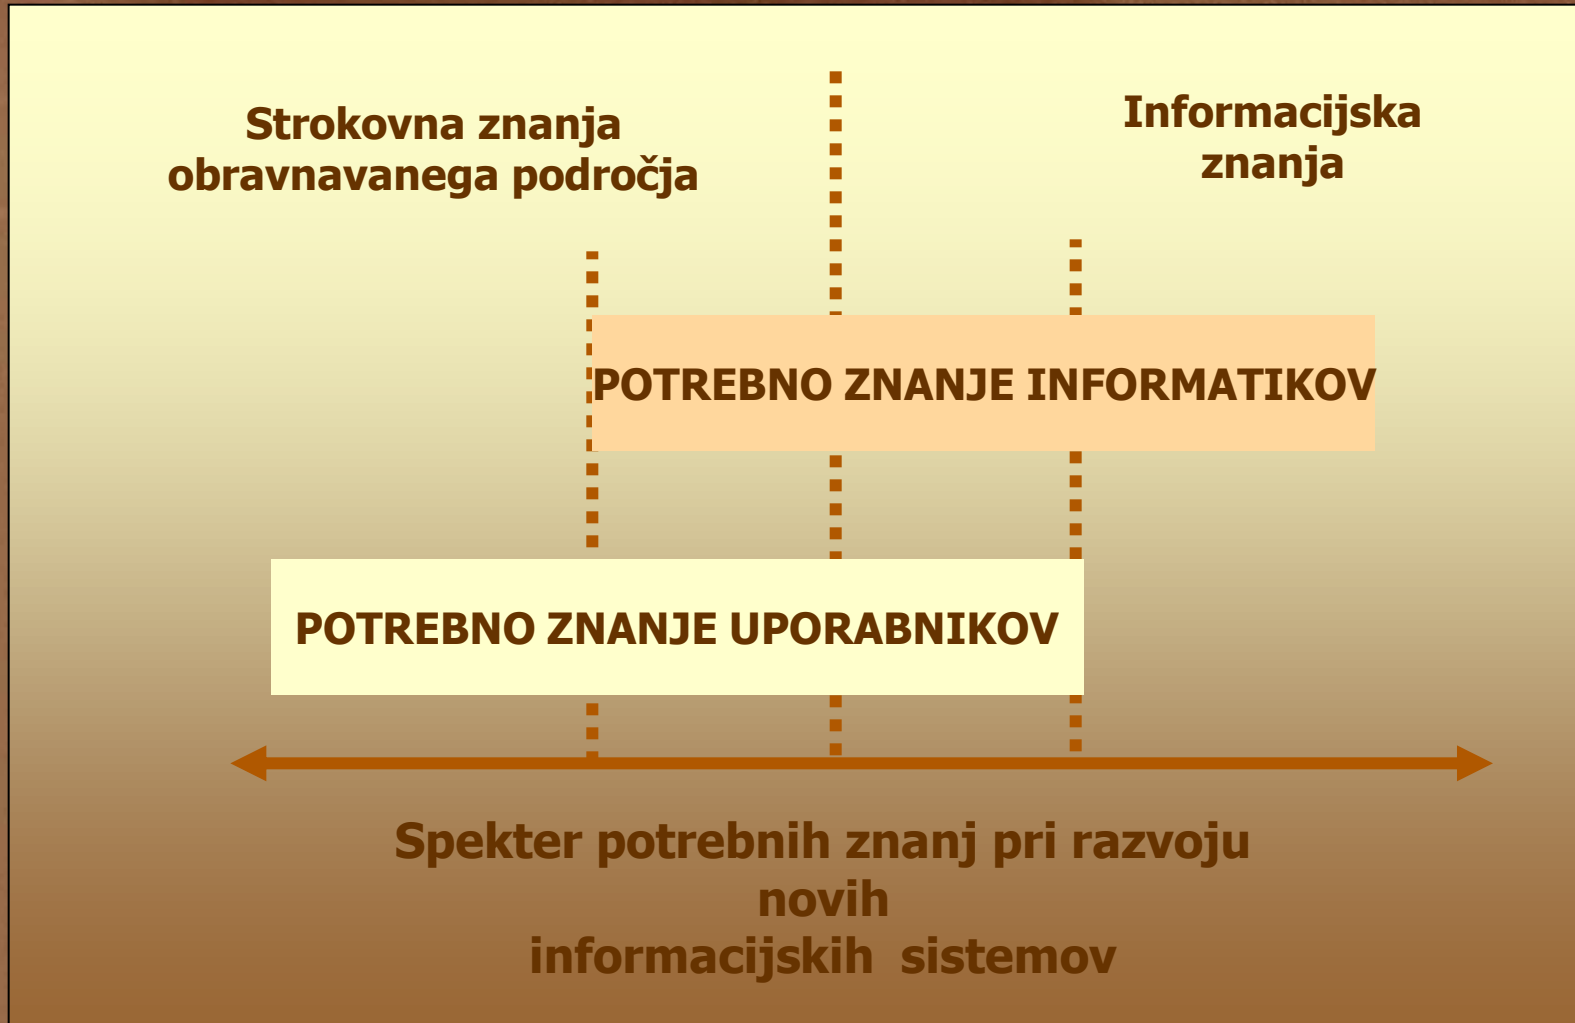 Strokovna znanja
obravnavanega področja
Informacijska
znanja
POTREBNO ZNANJE INFORMATIKOV
POTREBNO ZNANJE UPORABNIKOV
Spekter potrebnih znanj pri razvoju
novih
informacijskih sistemov